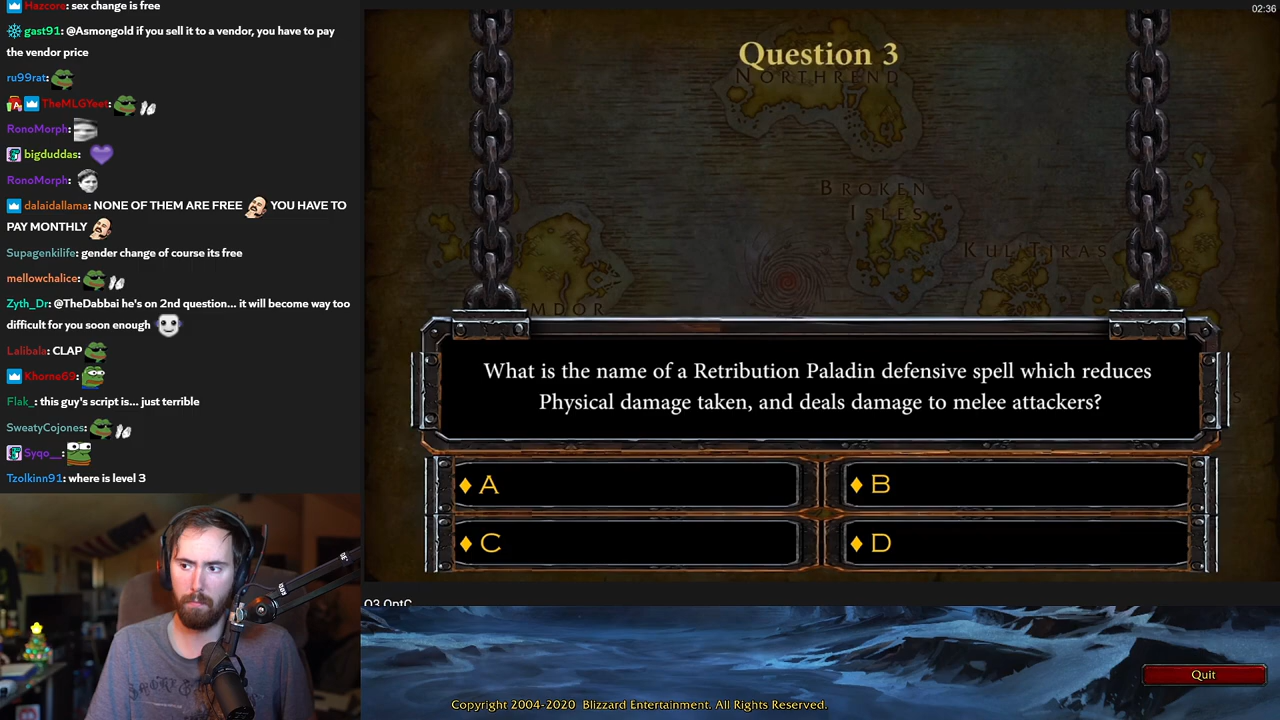 Hazcore: sex change is free
gast91: @Asmongold if you sell it to a vendor, you have to pay
the vendor price
ru99rat:
TheMLGYeet:
RonoMorph:
bigduddas:
RonoMorph:
dalaidallama: NONE OF THEM ARE FREE YOU HAVE TO
PAY MONTHLY
Supagenkilife: gender change of course its free
mellowchalice:
Zyth_Dr: @TheDabbai he's on 2nd question... it will become way too
difficult for you soon enough
Lalibala: CLAP
Khorne69:
Flak_: this guy's script is... just terrible
SweatyCojones:
Syqo__:
Tzolkinn91: where is level 3
02:36
Question 3
NORTHREND
BROKEN
ISLES
KUL TIRAS
MDOR
What is the name of a Retribution Paladin defensive spell which reduces
Physical damage taken, and deals damage to melee attackers?
A
B
C
D
Q3 OptC
Quit
Copyright 2004-2020 Blizzard Entertainment. All Rights Reserved.